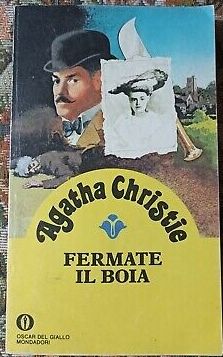 Agatha Christie
FERMATE
IL BOIA
OSCAR DEL GIALLO
MONDADORI